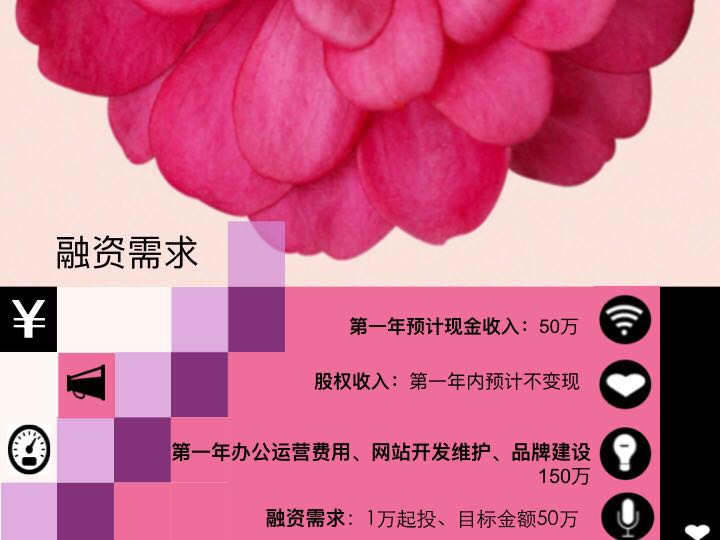 融资需求
¥
第一年预计现金收入：50万
股权收入：第一年内预计不变现
第一年办公运营费用、网站开发维护、品牌建设
150万
融资需求：1万起投、目标金额50万